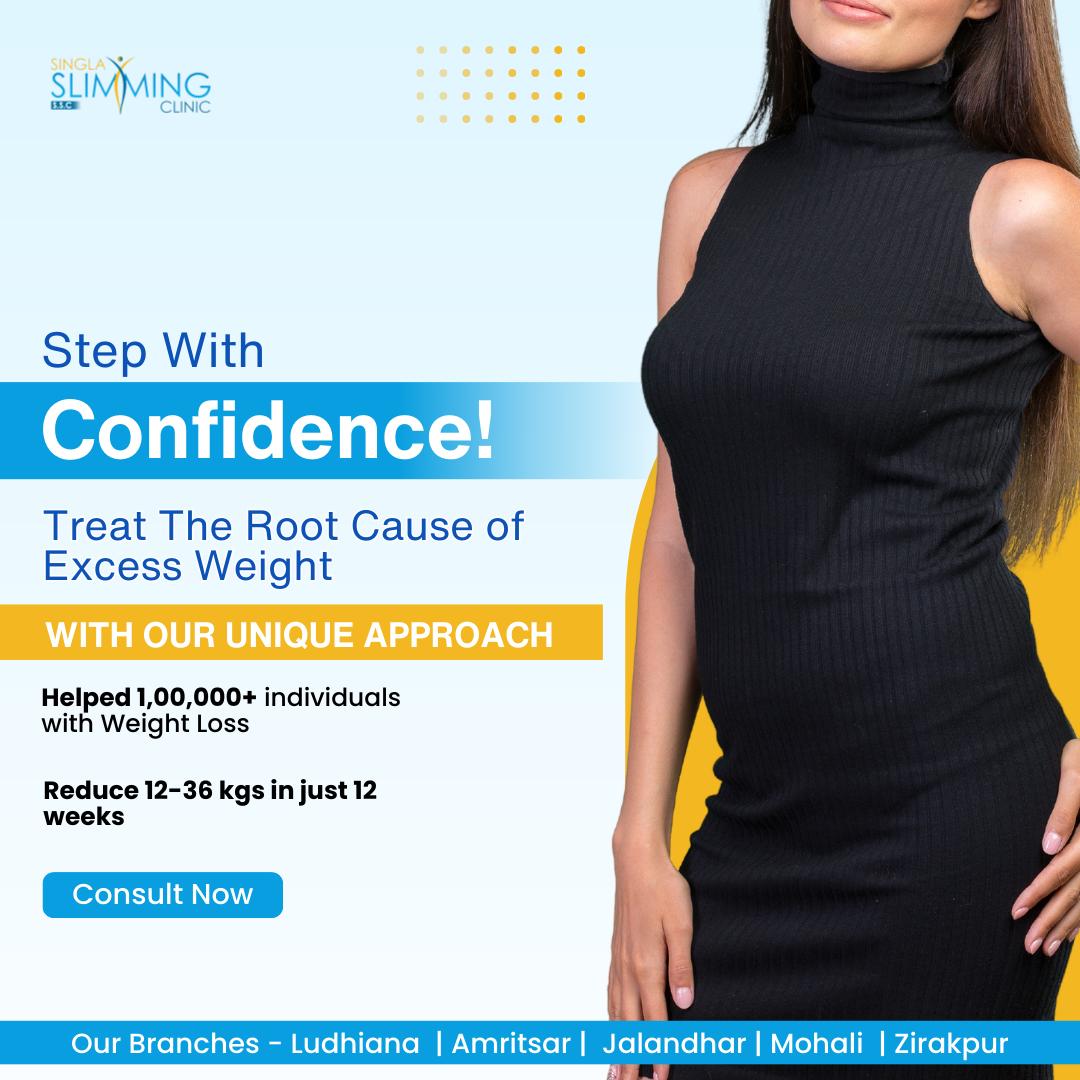 SINGLA
SLIMMING
S.S.C
CLINIC
Step With
Confidence!
Treat The Root Cause of
Excess Weight
WITH OUR UNIQUE APPROACH
Helped 1,00,000+ individuals
with Weight Loss
Reduce 12-36 kgs in just 12
weeks
Consult Now
Our Branches - Ludhiana | Amritsar | Jalandhar | Mohali | Zirakpur